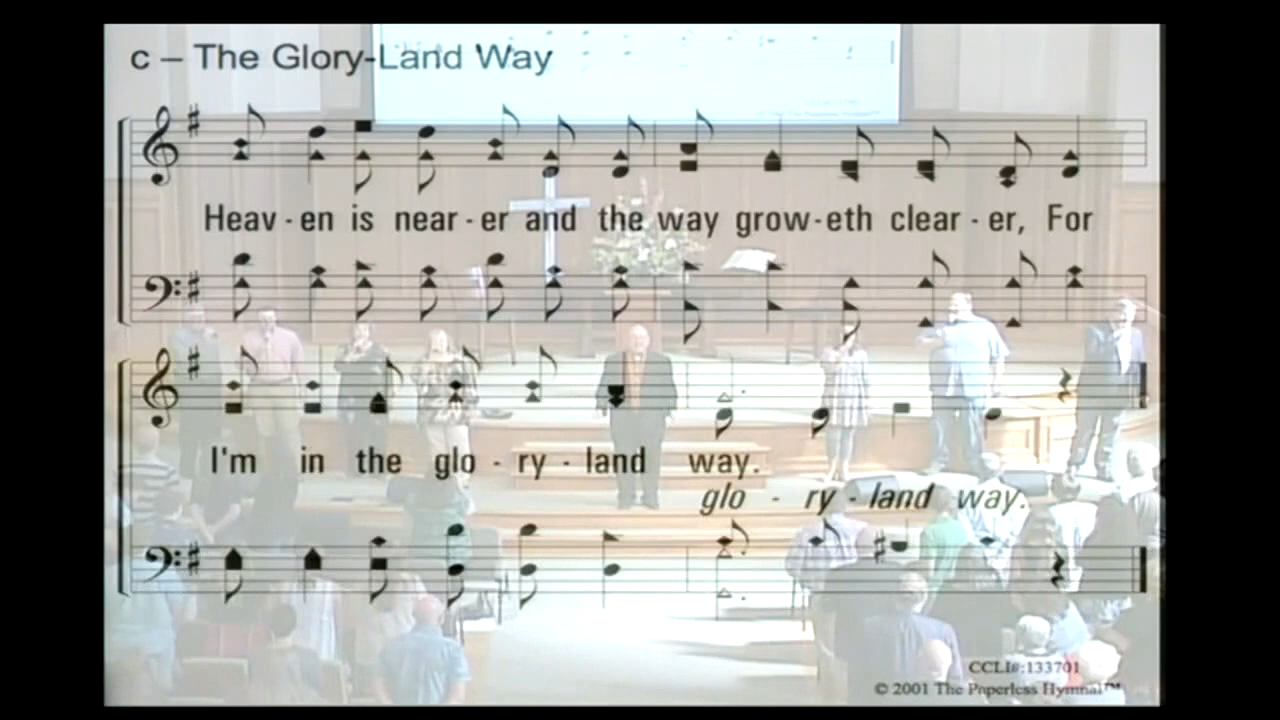 c – The Glory-Land Way
Heav - en is near - er and the way grow - eth clear - er, For
I'm in the glo - ry - land way.
glo - ry - land way.
CCLI#:133701
© 2001 The Paperless Hymnal™